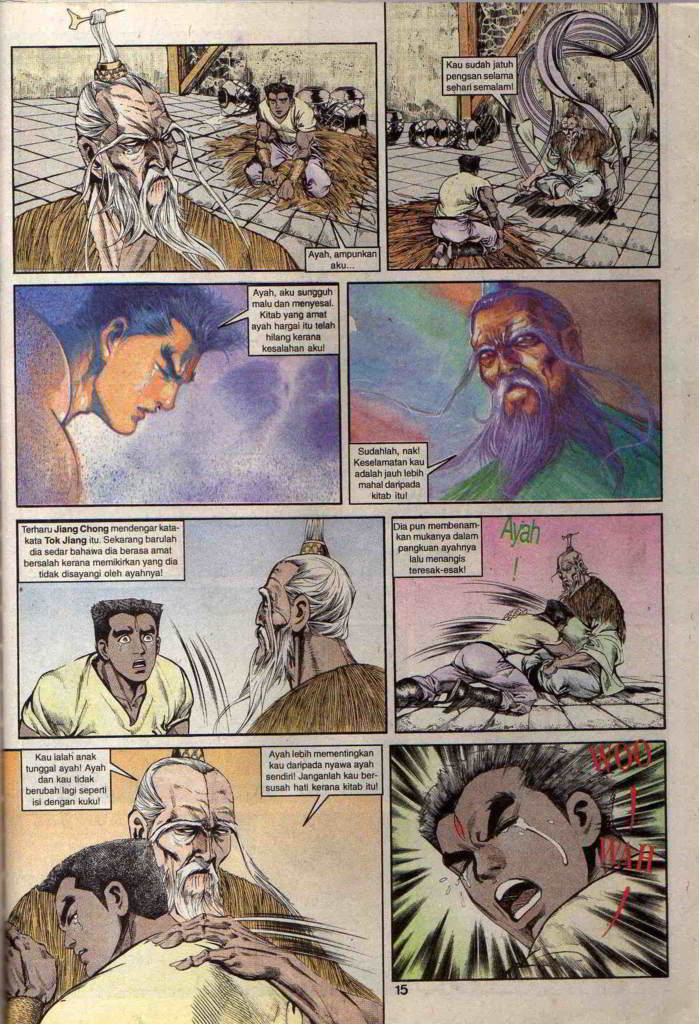 Ayah, ampunkan
aku...
Kau sudah jatuh
pengsan selama
sehari semalam!
Ayah, aku sungguh
malu dan menyesal.
Kitab yang amat
ayah hargai itu telah
hilang kerana
kesalahan aku!
Sudahlah, nak!
Keselamatan kau
adalah jauh lebih
mahal daripada
kitab itu!
Terharu Jiang Chong mendengar kata-
kata Tok Jiang itu. Sekarang barulah
dia sedar bahawa dia berasa amat
bersalah kerana memikirkan yang dia
tidak disayangi oleh ayahnya!
Dia pun membenam-
kan mukanya dalam
pangkuan ayahnya
lalu menangis
teresak-esak!
Ayah
!
Kau ialah anak
tunggal ayah! Ayah
dan kau tidak
berubah lagi seperti
isi dengan kuku!
Ayah lebih mementingkan
kau daripada nyawa ayah
sendiri! Janganlah kau ber-
susah hati kerana kitab itu!
WOO
!
WAH
!
15